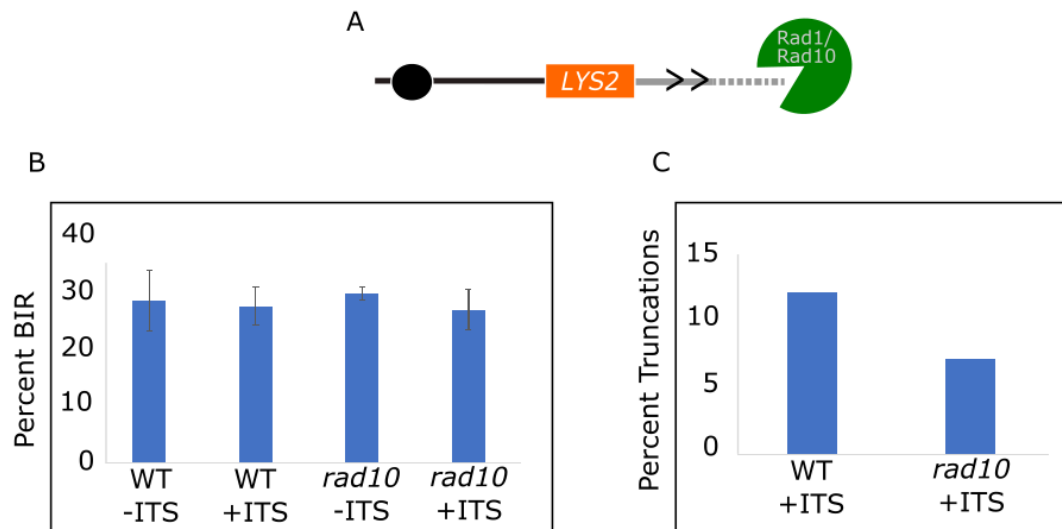 A
LYS2
Rad1/
Rad10
B
Percent BIR
40
30
20
10
0
WT
-ITS
WT
+ITS
rad10
-ITS
rad10
+ITS
C
Percent Truncations
15
10
5
0
WT
+ITS
rad10
+ITS